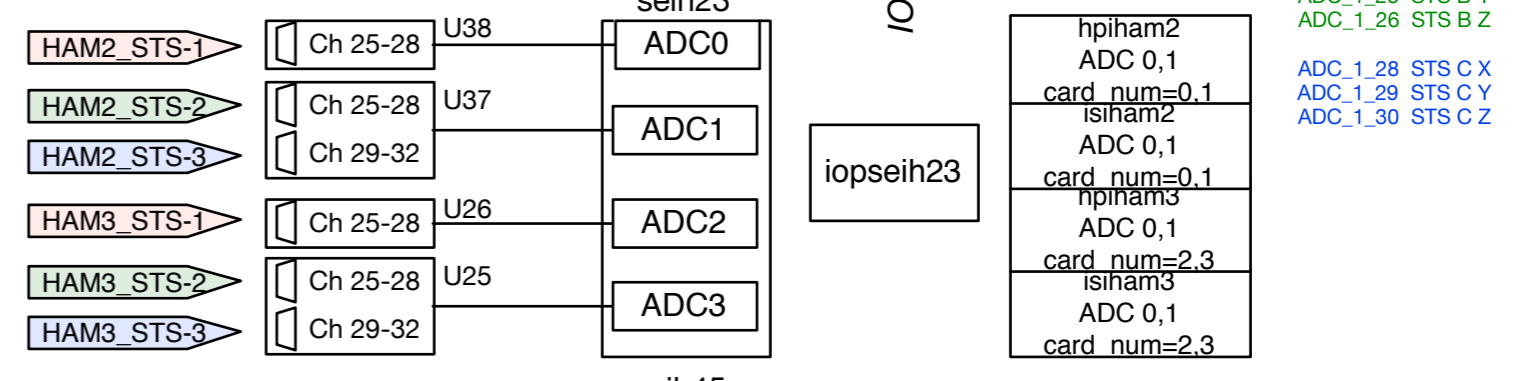 seih23
IO
HAM2_STS-1
Ch 25-28
U38
ADC0
HAM2_STS-2
Ch 25-28
U37
HAM2_STS-3
Ch 29-32
ADC1
HAM3_STS-1
Ch 25-28
U26
ADC2
HAM3_STS-2
Ch 25-28
U25
HAM3_STS-3
Ch 29-32
ADC3
iopseih23
hpiham2
ADC 0,1
card_num=0,1
isiham2
ADC 0,1
card_num=0,1
hpiham3
ADC 0,1
card_num=2,3
isiham3
ADC 0,1
card_num=2,3
ADC_1_26 STS B Z
ADC_1_28 STS C X
ADC_1_29 STS C Y
ADC_1_30 STS C Z